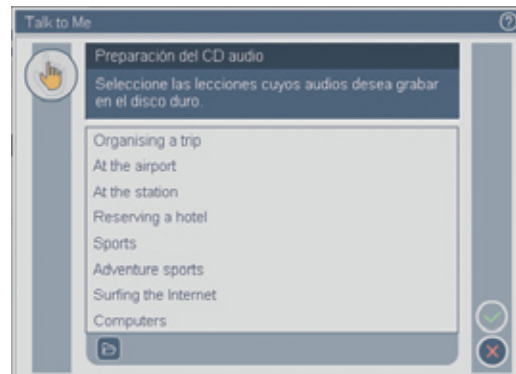 Talk to Me
Preparación del CD audio
Seleccione las lecciones cuyos audios desea grabar
en el disco duro.
Organising a trip
At the airport
At the station
Reserving a hotel
Sports
Adventure sports
Surfing the Internet
Computers